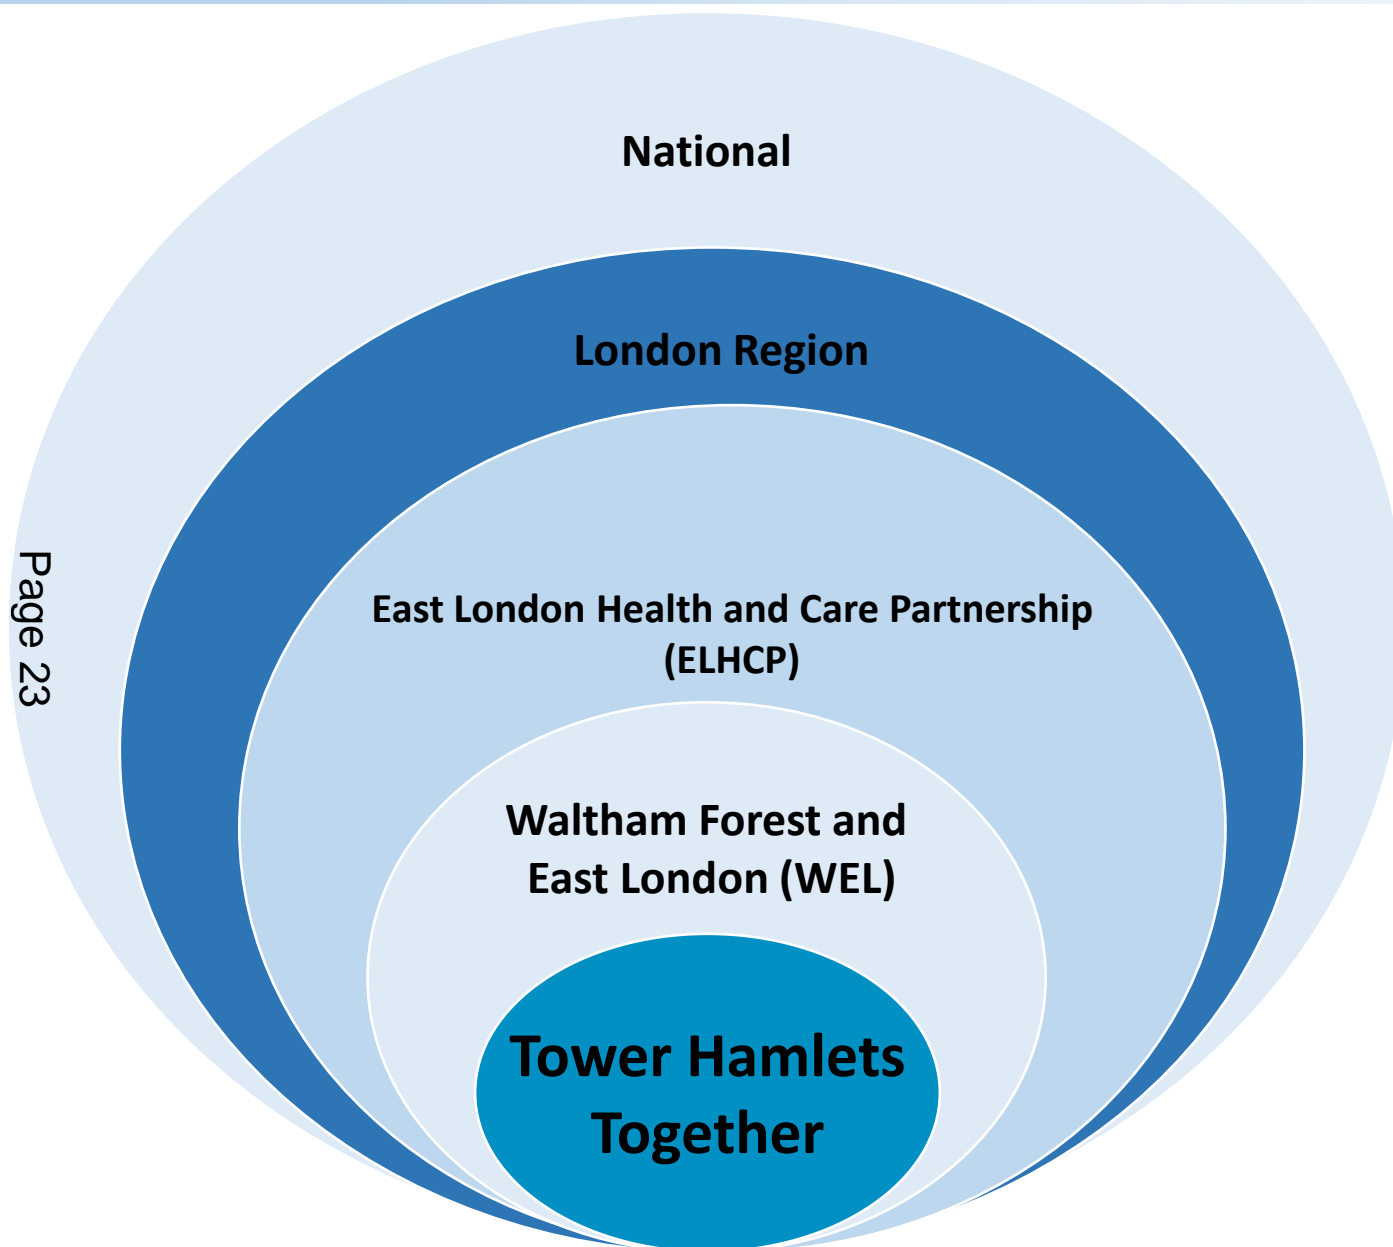 National
London Region
East London Health and Care Partnership
(ELHCP)
Waltham Forest and
East London (WEL)
Tower Hamlets
Together
Page 23